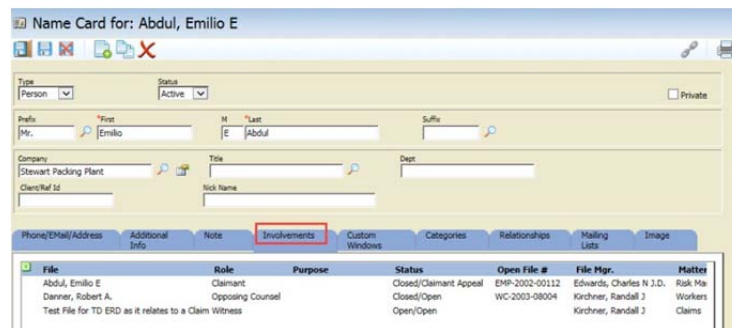 Name Card for: Abdul, Emilio E
Type Status
Person Active Private
Prefix *First M *Last Suffix
Mr. Emilio E Abdul
Company Title Dept
Stewart Packing Plant
Client/Ref Id Nick Name
Phone/EMail/Address Additional Info Note Involvements Custom Windows Categories Relationships Mailing Lists Image
File Role Purpose Status Open File # File Mgr. Matter
Abdul, Emilio E Claimant Closed/Claimant Appeal EMP-2002-00112 Edwards, Charles N J.D. Risk Ma
Danner, Robert A. Opposing Counsel Closed/Open WC-2003-08004 Kirchner, Randall J Workers
Test File for TD ERD as it relates to a Claim Witness Open/Open Kirchner, Randall J Claims